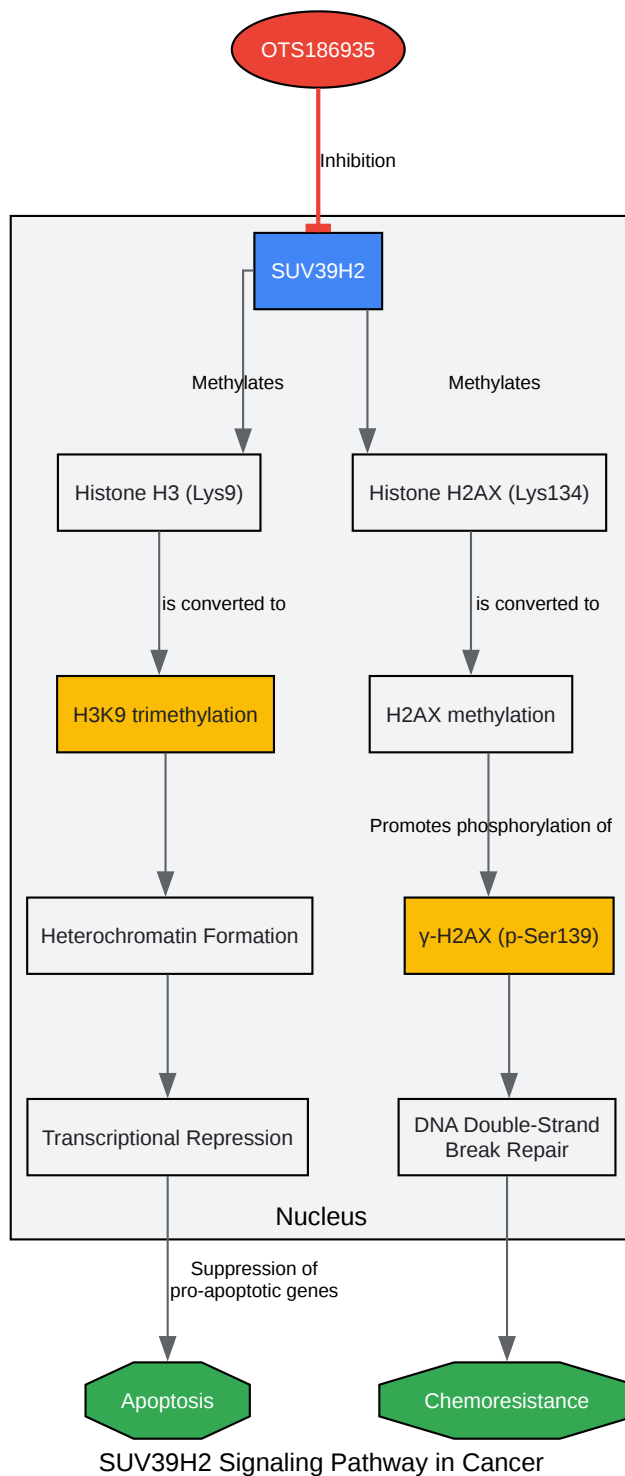 OTS186935
Inhibition
SUV39H2
Methylates
Methylates
Histone H3 (Lys9)
Histone H2AX (Lys134)
is converted to
is converted to
H3K9 trimethylation
H2AX methylation
Promotes phosphorylation of
Heterochromatin Formation
γ-H2AX (p-Ser139)
Transcriptional Repression
DNA Double-Strand
Break Repair
Nucleus
Suppression of
pro-apoptotic genes
Apoptosis
Chemoresistance
SUV39H2 Signaling Pathway in Cancer